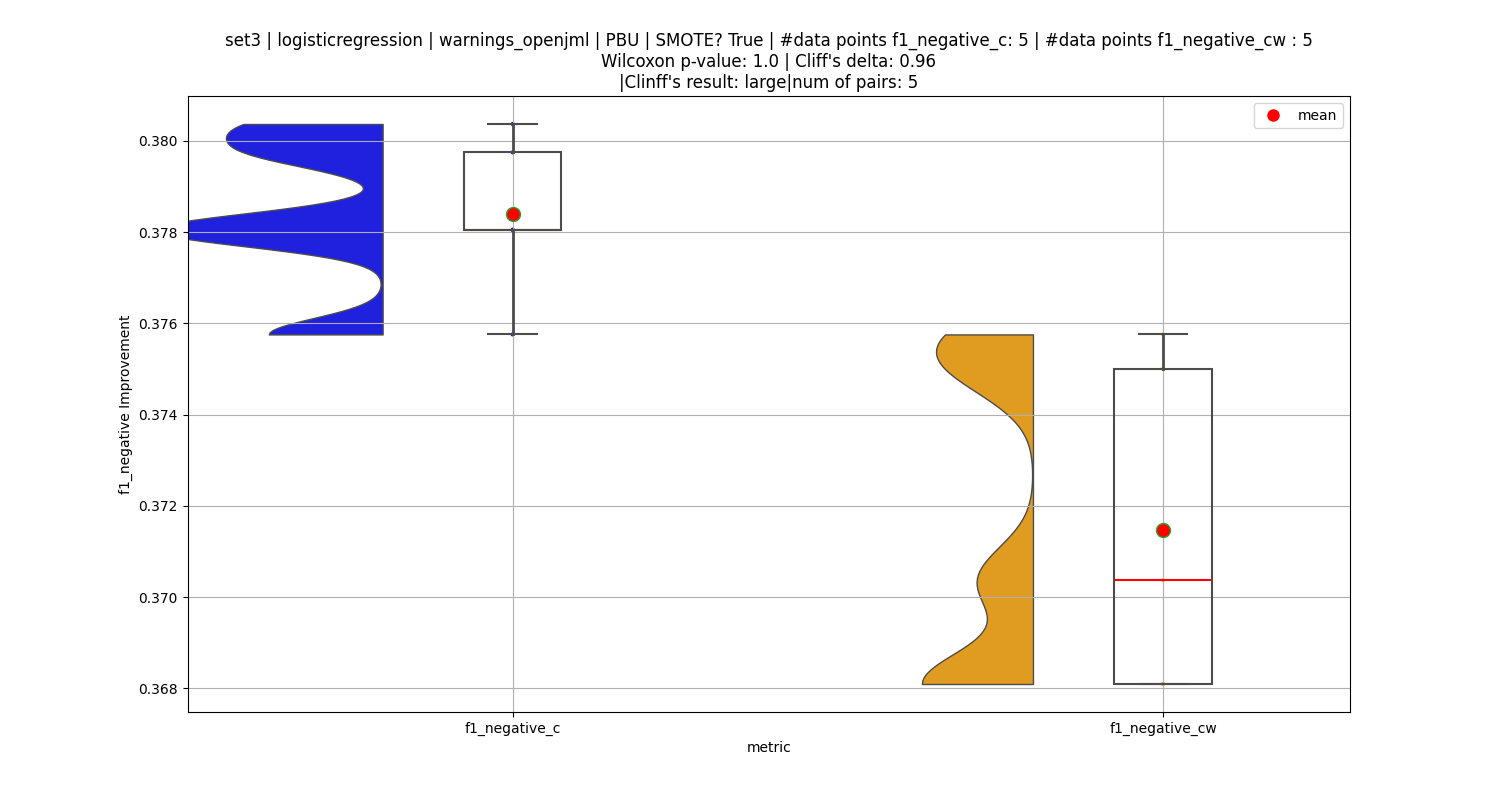 set3 | logisticregression | warnings_openjml | PBU | SMOTE? True | #data points f1_negative_c: 5 | #data points f1_negative_cw : 5
Wilcoxon p-value: 1.0 | Cliff's delta: 0.96
|Clinff's result: large|num of pairs: 5
mean
0.380
0.378
0.376
0.374
0.372
0.370
0.368
f1_negative Improvement
f1_negative_c
f1_negative_cw
metric